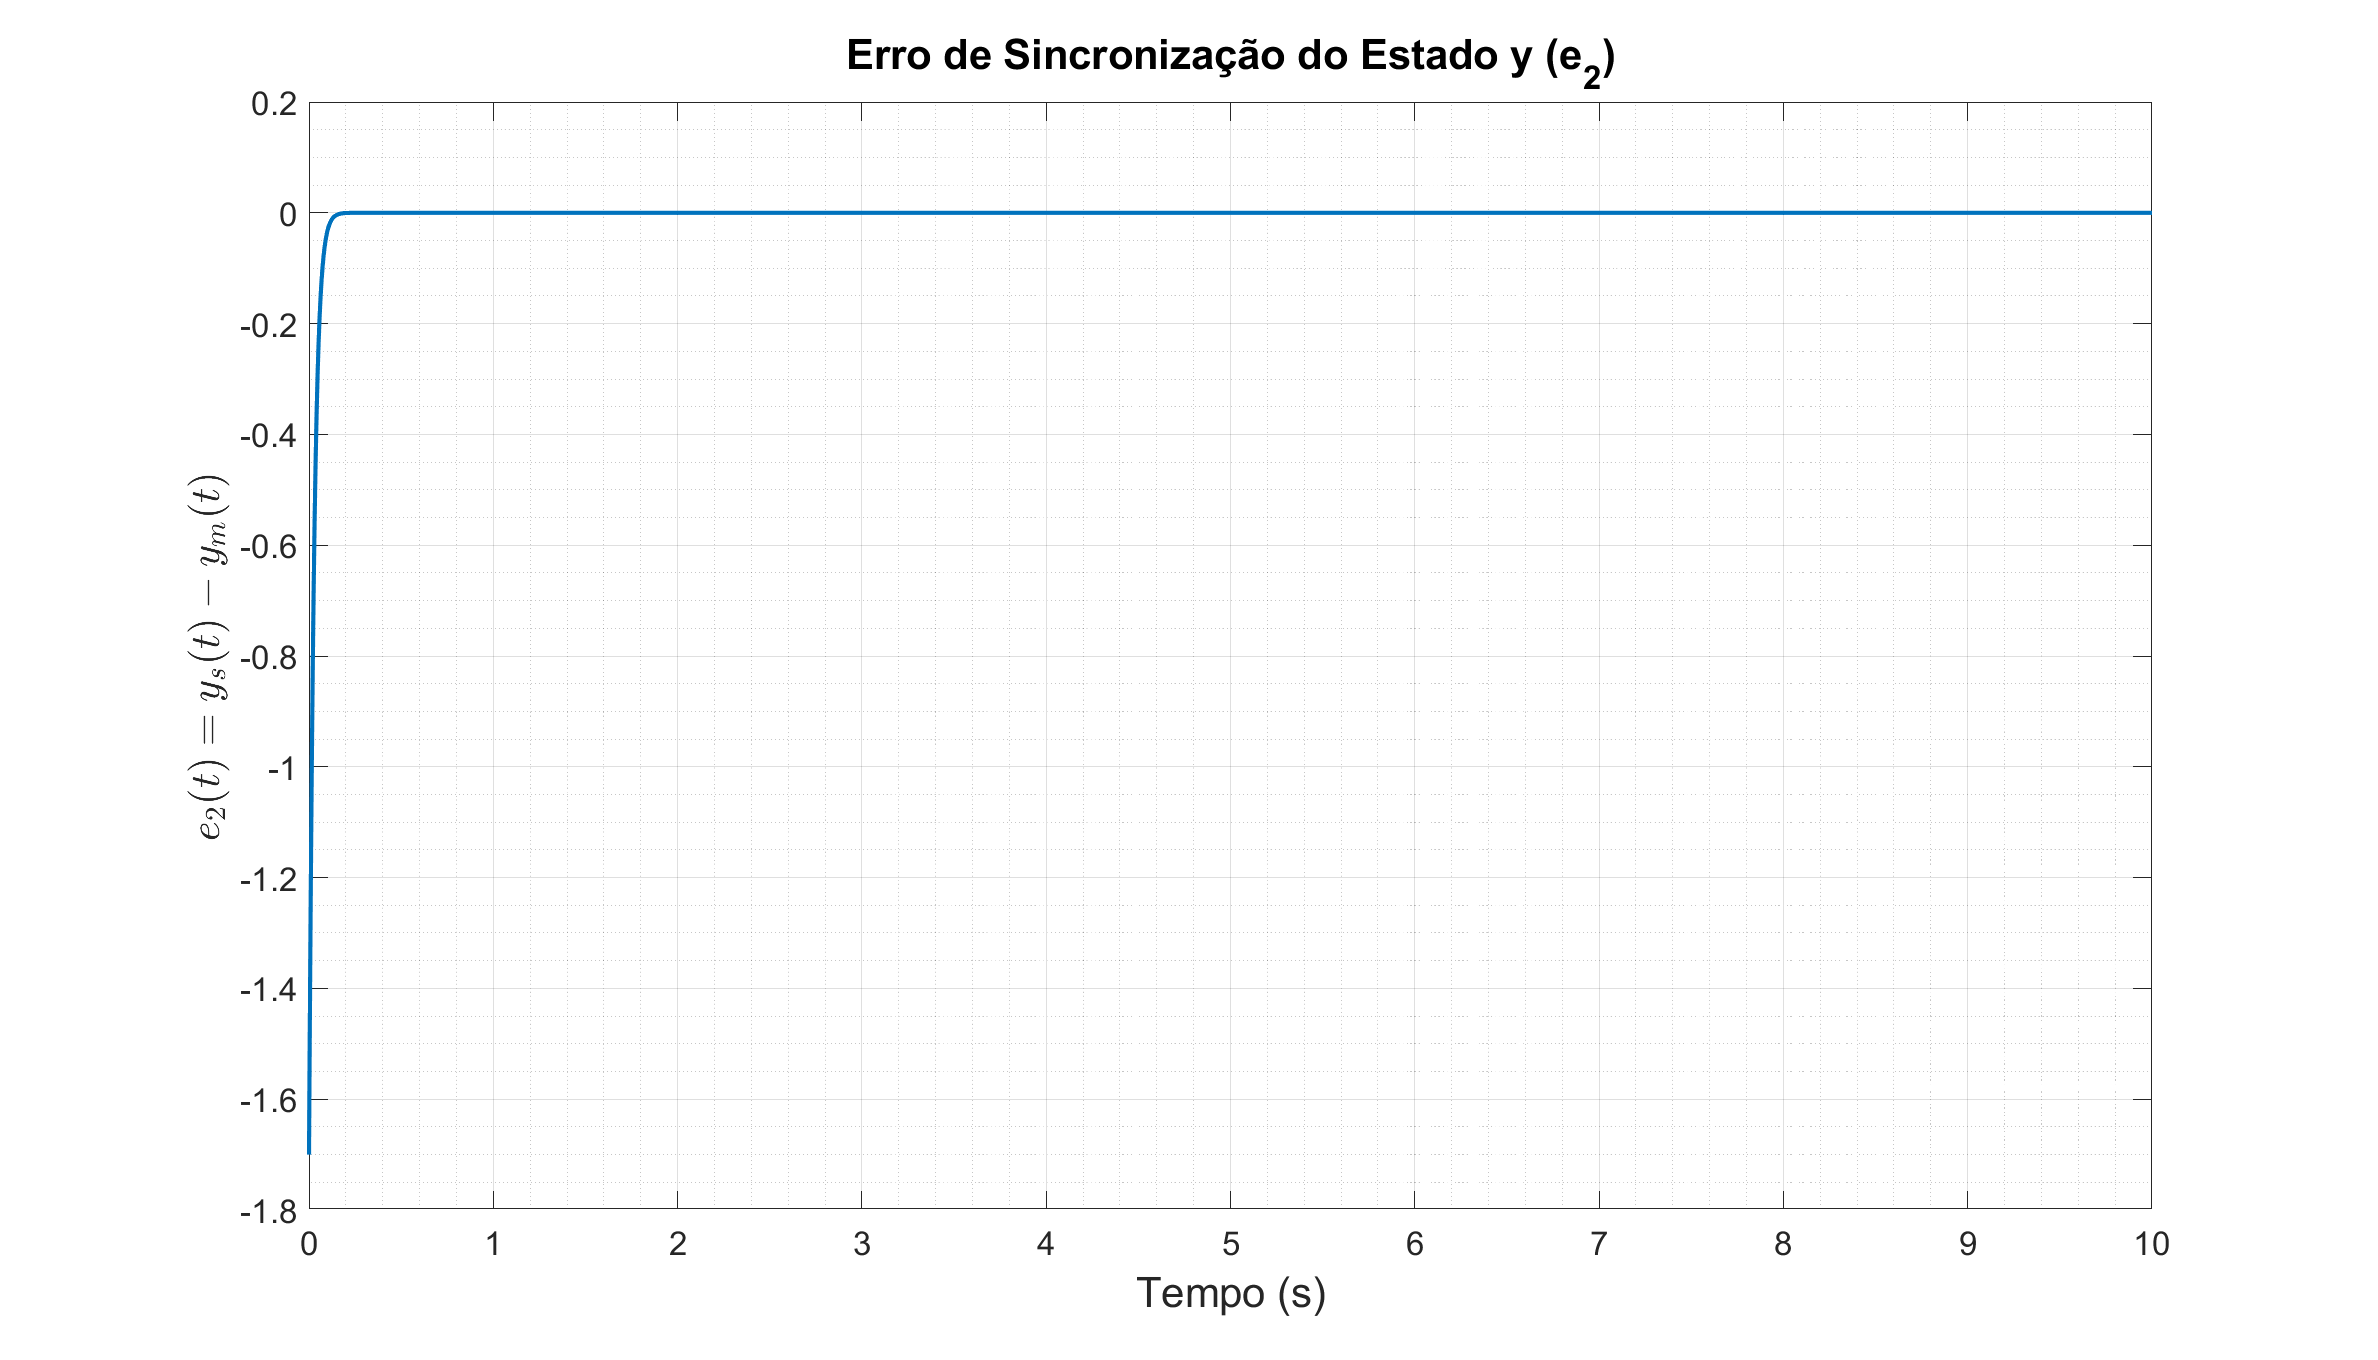 Erro de Sincronização do Estado y (e₂)
e₂(t) = yₛ(t) − yₘ(t)
0.2
0
-0.2
-0.4
-0.6
-0.8
-1
-1.2
-1.4
-1.6
-1.8
0 1 2 3 4 5 6 7 8 9 10
Tempo (s)